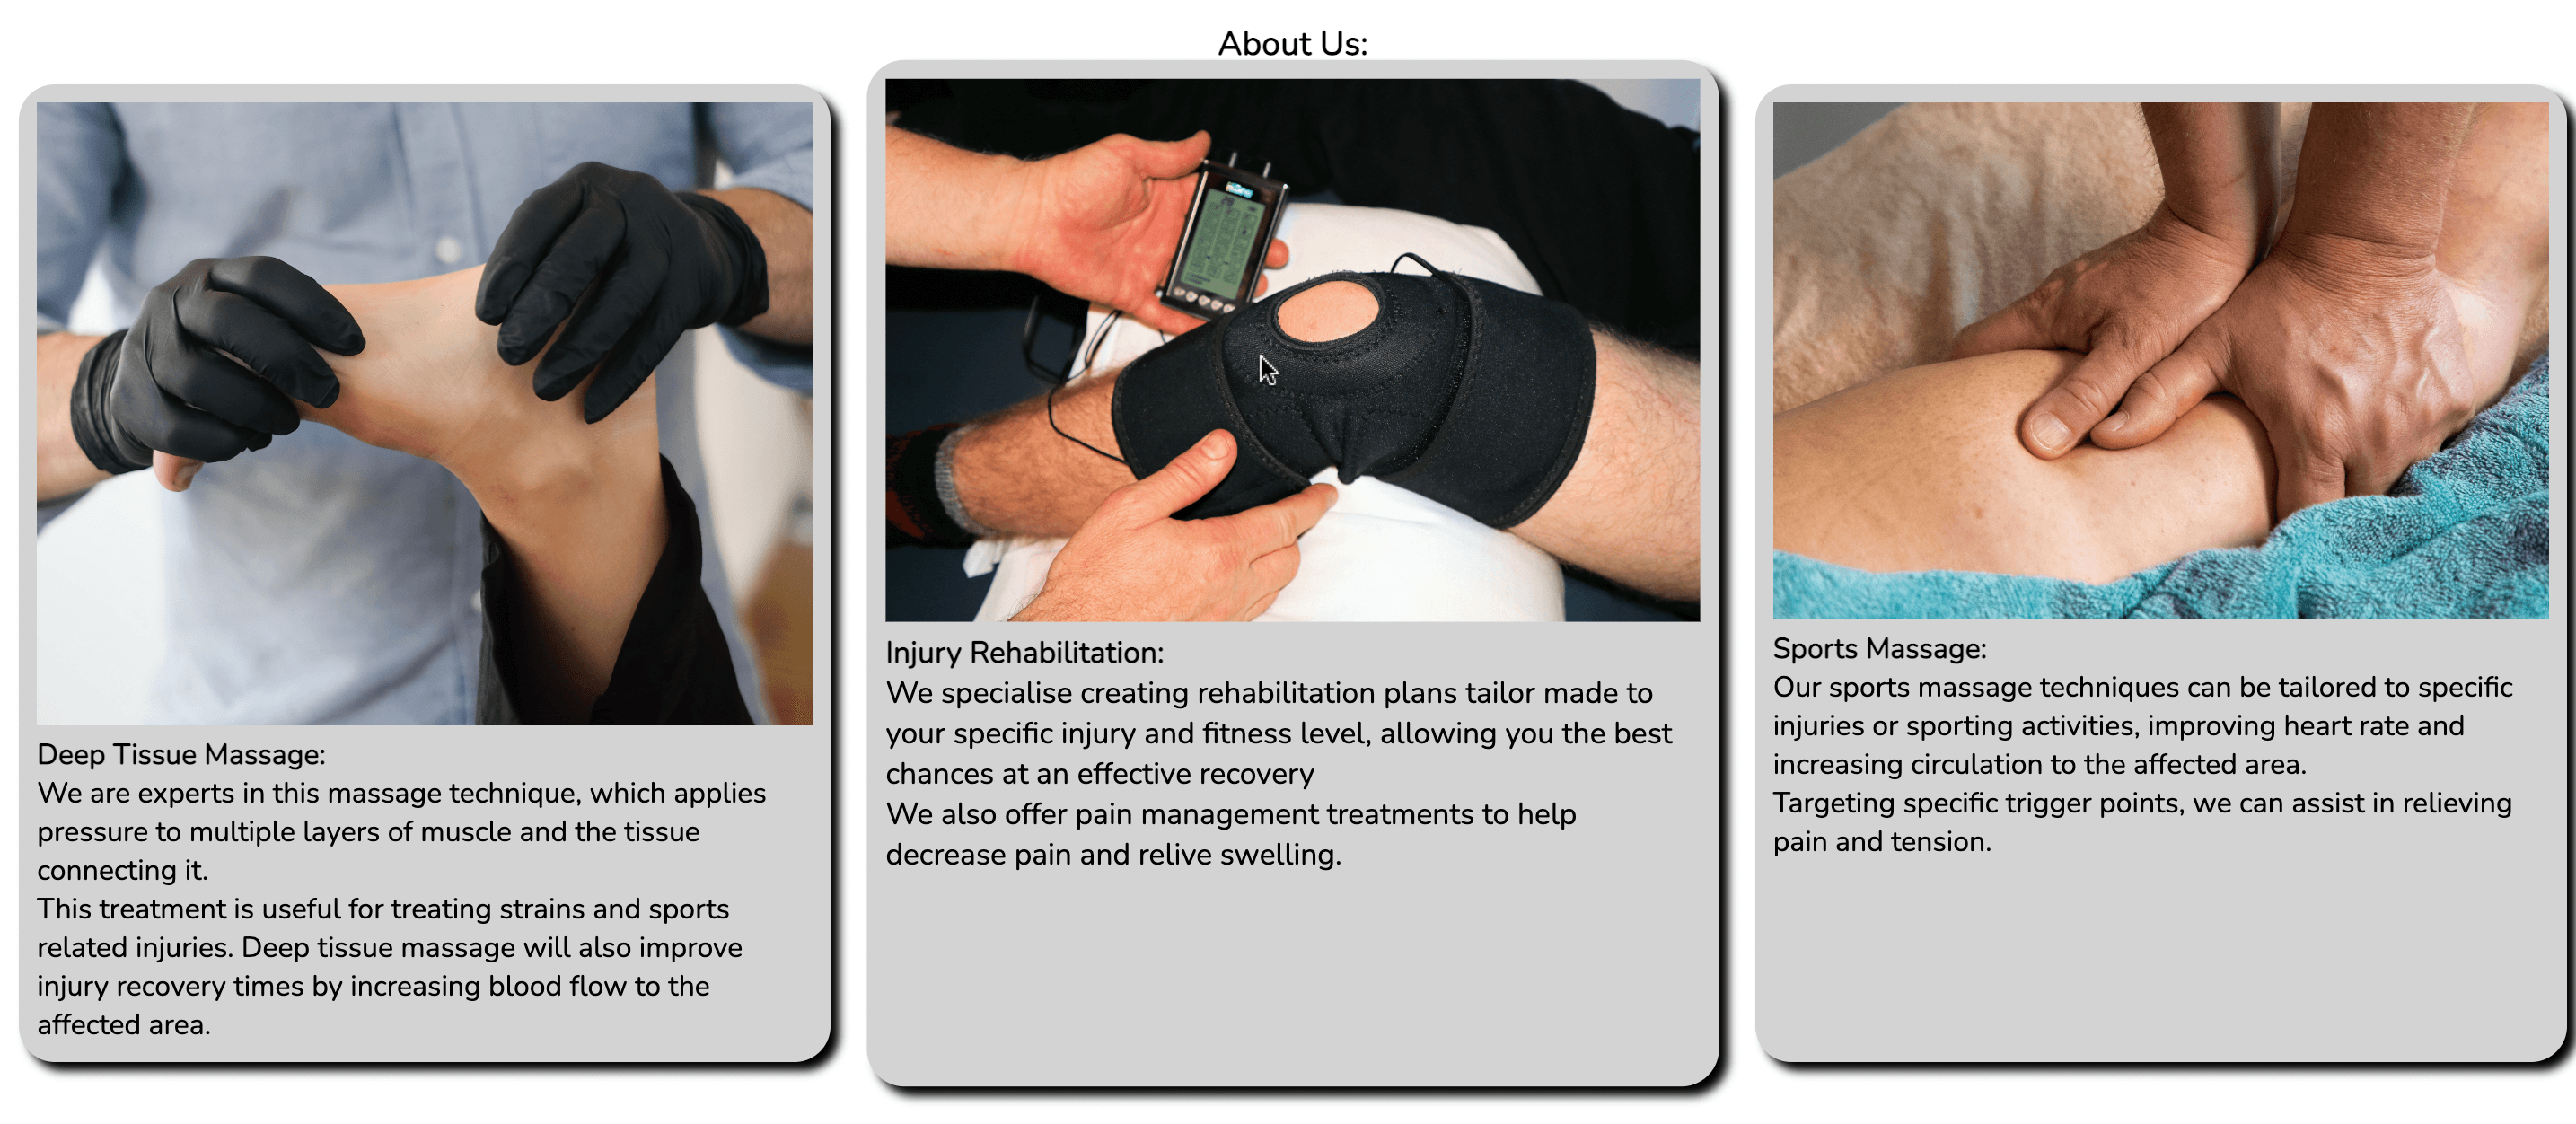 About Us:
Deep Tissue Massage:
We are experts in this massage technique, which applies
pressure to multiple layers of muscle and the tissue
connecting it.
This treatment is useful for treating strains and sports
related injuries. Deep tissue massage will also improve
injury recovery times by increasing blood flow to the
affected area.
Injury Rehabilitation:
We specialise creating rehabilitation plans tailor made to
your specific injury and fitness level, allowing you the best
chances at an effective recovery
We also offer pain management treatments to help
decrease pain and relive swelling.
Sports Massage:
Our sports massage techniques can be tailored to specific
injuries or sporting activities, improving heart rate and
increasing circulation to the affected area.
Targeting specific trigger points, we can assist in relieving
pain and tension.